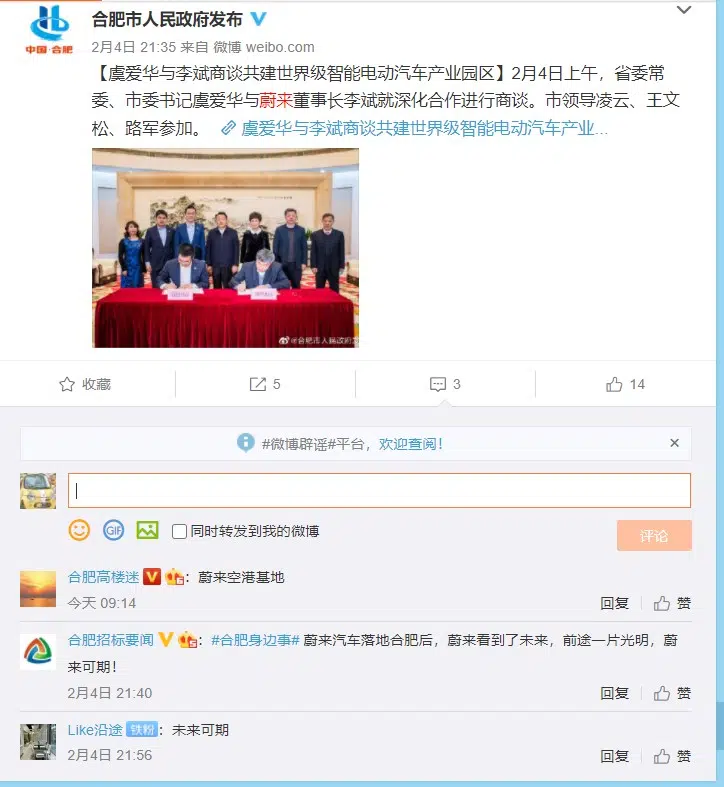 合肥市人民政府发布
中国·合肥
2月4日 21:35 来自 微博 weibo.com
【虞爱华与李斌商谈共建世界级智能电动汽车产业园区】2月4日上午，省委常
委、市委书记虞爱华与蔚来董事长李斌就深化合作进行商谈。市领导凌云、王文
松、路军参加。 虞爱华与李斌商谈共建世界级智能电动汽车产业...
@合肥市人民政府发
收藏 5 3 14
#微博辟谣#平台，欢迎查阅！ ×
GIF 同时转发到我的微博 评论
合肥高楼迷：蔚来空港基地
今天 09:14 回复 赞
合肥招标要闻：#合肥身边事# 蔚来汽车落地合肥后，蔚来看到了未来，前途一片光明，蔚
来可期！
2月4日 21:40 回复 赞
Like沿途 铁粉：未来可期
2月4日 21:56 回复 赞